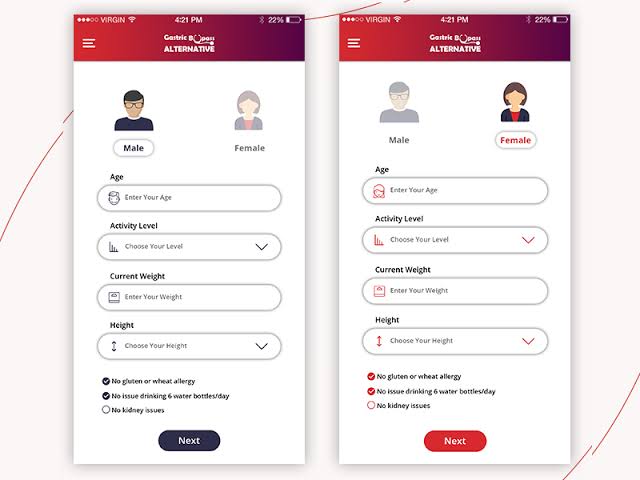 VIRGIN 4:21 PM 22%
Gastric Bypass
ALTERNATIVE
Male Female
Age
Enter Your Age
Activity Level
Choose Your Level
Current Weight
Enter Your Weight
Height
Choose Your Height
No gluten or wheat allergy
No issue drinking 6 water bottles/day
No kidney issues
Next
VIRGIN 4:21 PM 22%
Gastric Bypass
ALTERNATIVE
Male Female
Age
Enter Your Age
Activity Level
Choose Your Level
Current Weight
Enter Your Weight
Height
Choose Your Height
No gluten or wheat allergy
No issue drinking 6 water bottles/day
No kidney issues
Next